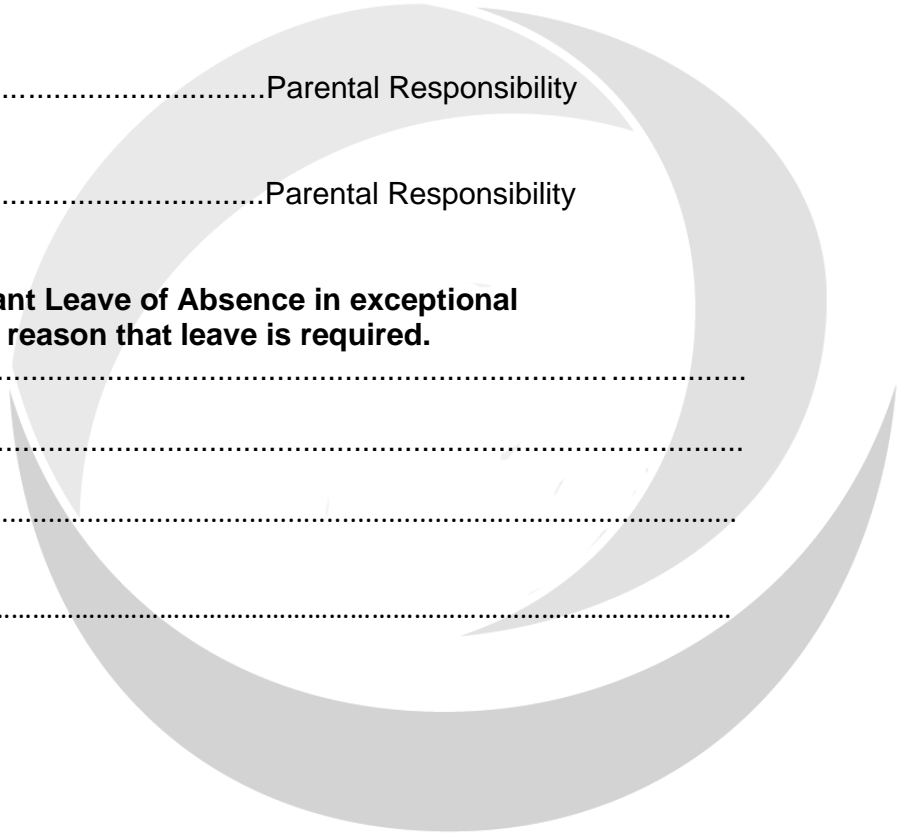 ................................Parental Responsibility
................................Parental Responsibility
ant Leave of Absence in exceptional
reason that leave is required.
………………………………………………………………… ……………
………………………………………………………………………………
………………………………………………………………………………
………………………………………………………………………………